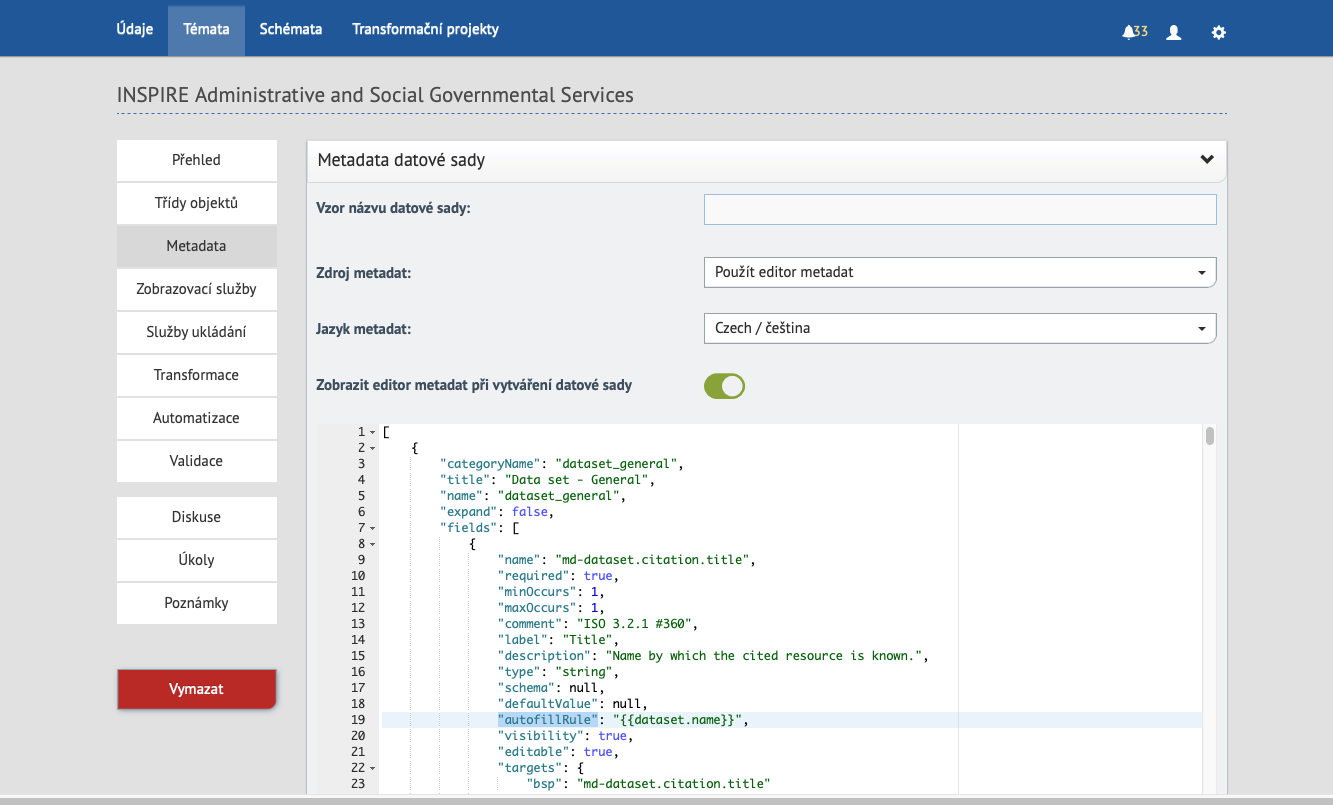 Údaje Témata Schémata Transformační projekty 33
INSPIRE Administrative and Social Governmental Services
Přehled
Třídy objektů
Metadata
Zobrazovací služby
Služby ukládání
Transformace
Automatizace
Validace
Diskuse
Úkoly
Poznámky
Vymazat
Metadata datové sady
Vzor názvu datové sady:
Zdroj metadat: Použít editor metadat
Jazyk metadat: Czech / čeština
Zobrazit editor metadat při vytváření datové sady
1 [
2 {
3 "categoryName": "dataset_general",
4 "title": "Data set - General",
5 "name": "dataset_general",
6 "expand": false,
7 "fields": [
8 {
9 "name": "md-dataset.citation.title",
10 "required": true,
11 "minOccurs": 1,
12 "maxOccurs": 1,
13 "comment": "ISO 3.2.1 #360",
14 "label": "Title",
15 "description": "Name by which the cited resource is known.",
16 "type": "string",
17 "schema": null,
18 "defaultValue": null,
19 "autofillRule": "{{dataset.name}}",
20 "visibility": true,
21 "editable": true,
22 "targets": {
23 "bsp": "md-dataset.citation.title"